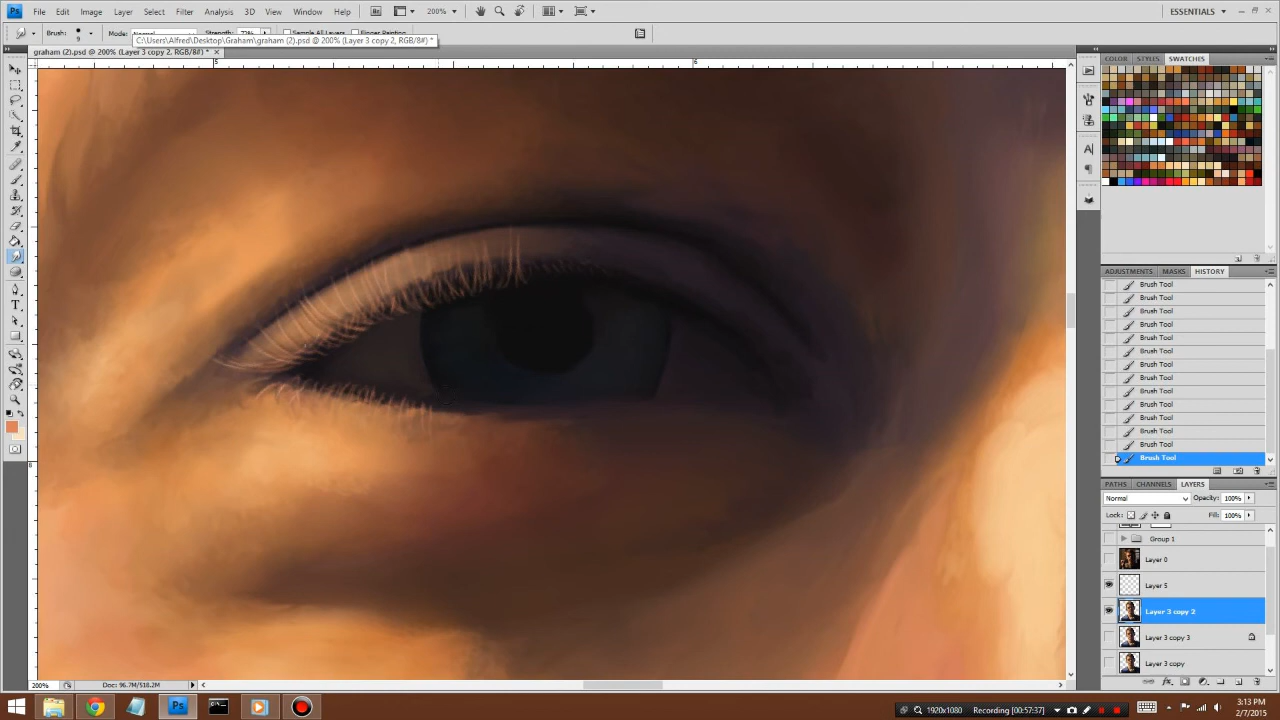 Ps File Edit Image Layer Select Filter Analysis 3D View Window Help 200% ESSENTIALS
Brush: 9 Mode: Normal Strength: 72% Sample All Layers Finger Painting
C:\Users\Alfred\Desktop\Graham\graham (2).psd @ 200% (Layer 3 copy 2, RGB/8#) *
graham (2).psd @ 200% (Layer 3 copy 2, RGB/8#) *
5 6
COLOR STYLES SWATCHES
ADJUSTMENTS MASKS HISTORY
Brush Tool
Brush Tool
Brush Tool
Brush Tool
Brush Tool
Brush Tool
Brush Tool
Brush Tool
Brush Tool
Brush Tool
Brush Tool
Brush Tool
Brush Tool
Brush Tool
PATHS CHANNELS LAYERS
Normal Opacity: 100%
Lock: Fill: 100%
Group 1
Layer 0
Layer 5
Layer 3 copy 2
Layer 3 copy 3
Layer 3 copy
200% Doc: 96.7M/518.2M
1920x1080 Recording [00:57:37]
3:13 PM
2/7/2015